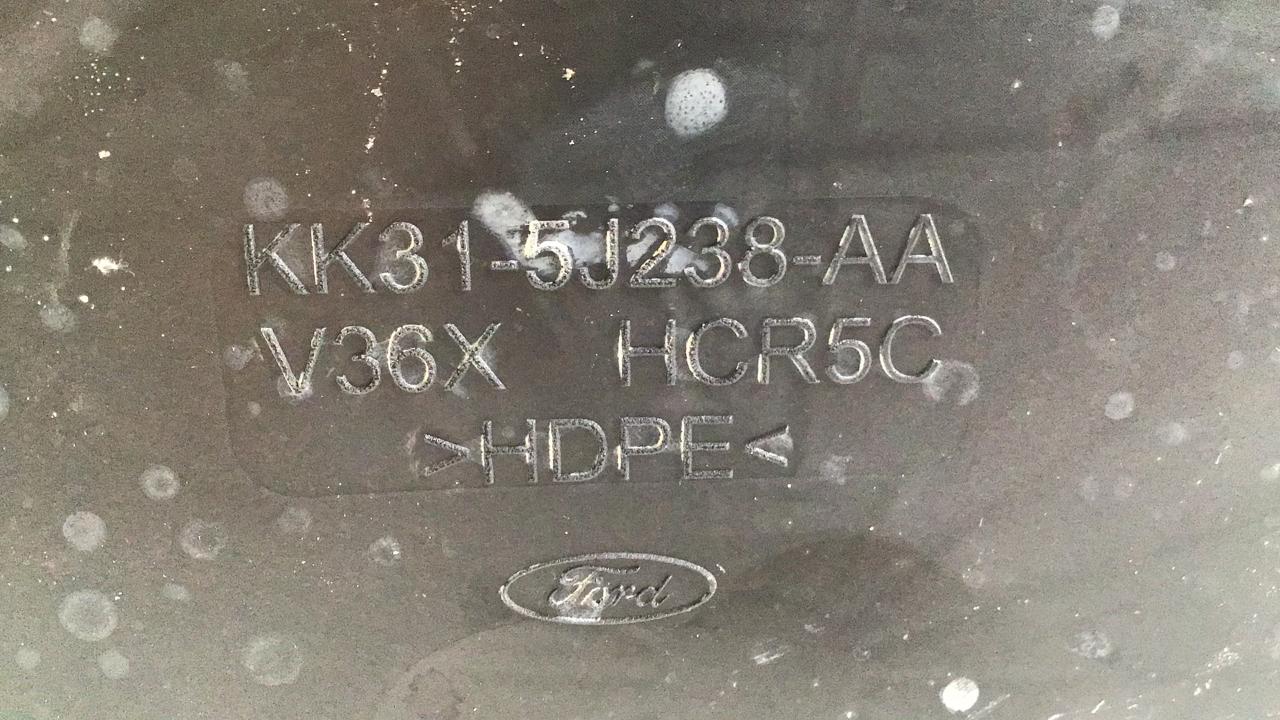 KK31-5J238-AA
V36X HCR5C
>HDPE<
Ford